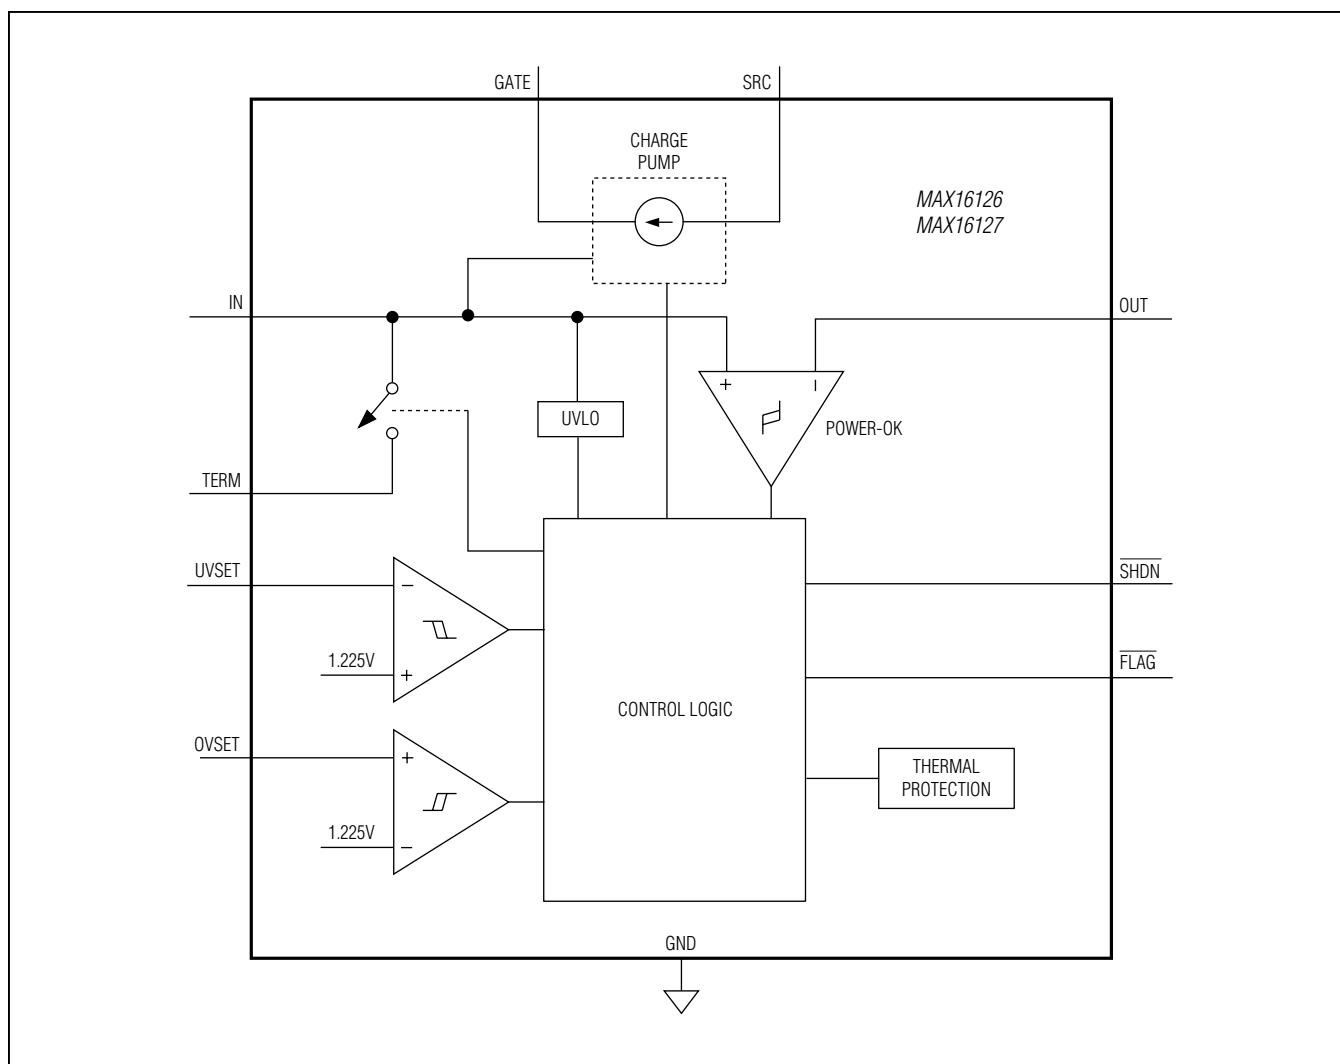 GATE
SRC
CHARGE
PUMP
MAX16126
MAX16127
IN
OUT
+
−
UVLO
POWER-OK
TERM
UVSET
−
SHDN
1.225V
+
FLAG
CONTROL LOGIC
OVSET
+
THERMAL
PROTECTION
1.225V
−
GND